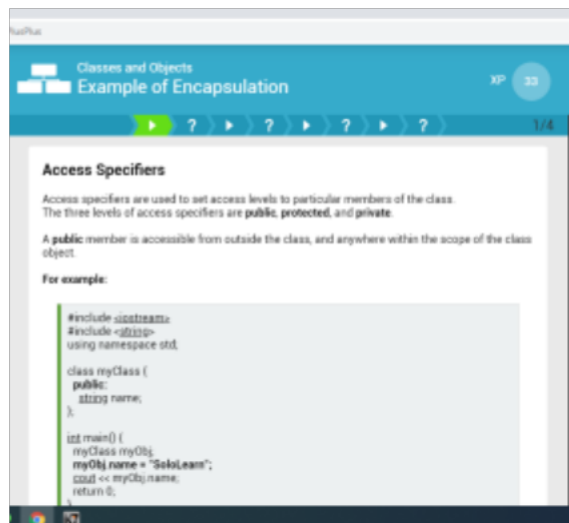 PlusPlus
Classes and Objects
Example of Encapsulation
XP 33
? ? ? ?
1/4
Access Specifiers
Access specifiers are used to set access levels to particular members of the class.
The three levels of access specifiers are public, protected, and private.
A public member is accessible from outside the class, and anywhere within the scope of the class
object.
For example:
#include <iostream>
#include <string>
using namespace std;
class myClass {
public:
string name;
};
int main() {
myClass myObj;
myObj.name = "SoloLearn";
cout << myObj.name;
return 0;
}